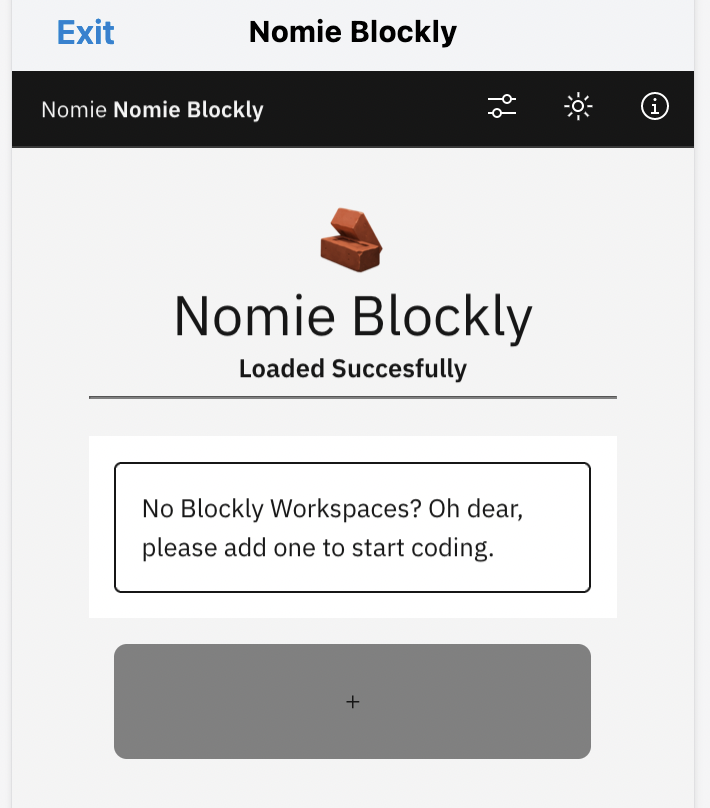 Exit Nomie Blockly
Nomie Nomie Blockly
Nomie Blockly
Loaded Succesfully
No Blockly Workspaces? Oh dear,
please add one to start coding.
+